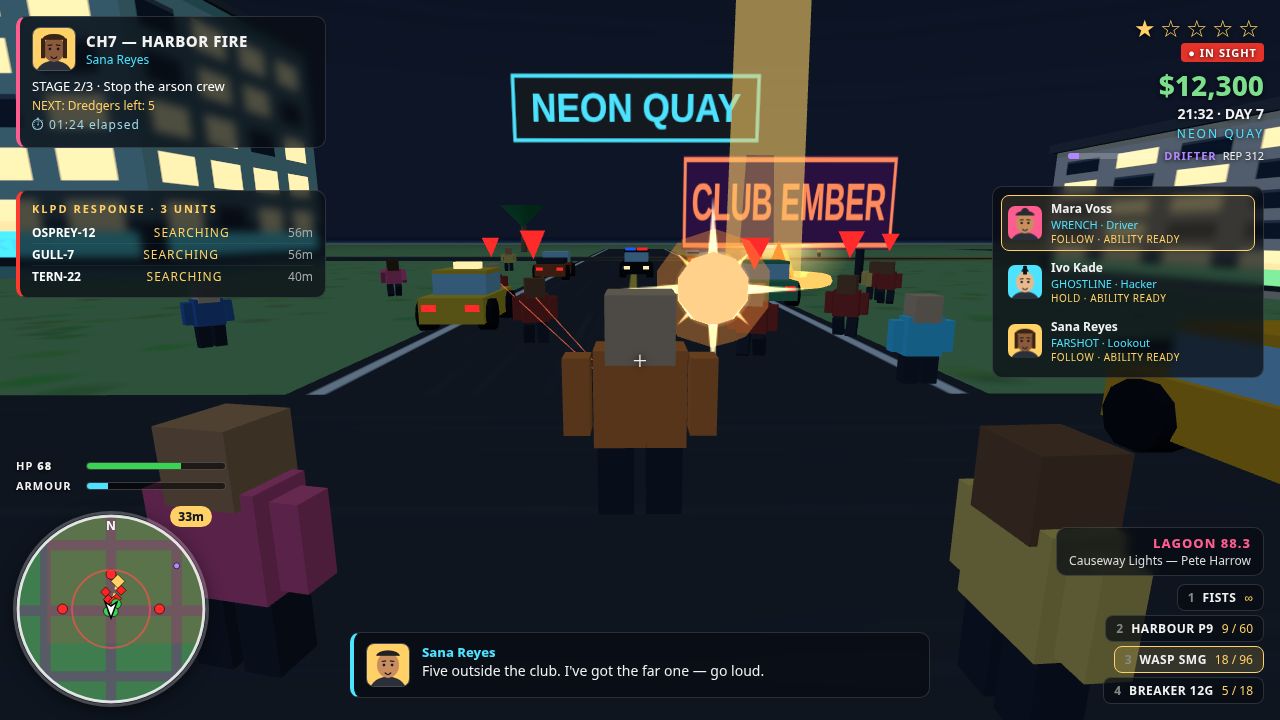 CH7 — HARBOR FIRE
Sana Reyes
STAGE 2/3 · Stop the arson crew
NEXT: Dredgers left: 5
⏱ 01:24 elapsed
KLPD RESPONSE · 3 UNITS
OSPREY-12 SEARCHING 56m
GULL-7 SEARCHING 56m
TERN-22 SEARCHING 40m
NEON QUAY
CLUB EMBER
★ ☆ ☆ ☆ ☆
● IN SIGHT
$12,300
21:32 · DAY 7
NEON QUAY
DRIFTER · REP 312
Mara Voss
WRENCH · Driver
FOLLOW · ABILITY READY
Ivo Kade
GHOSTLINE · Hacker
HOLD · ABILITY READY
Sana Reyes
FARSHOT · Lookout
FOLLOW · ABILITY READY
HP 68
ARMOUR
33m
N
Sana Reyes
Five outside the club. I've got the far one — go loud.
LAGOON 88.3
Causeway Lights — Pete Harrow
1 FISTS ∞
2 HARBOUR P9 9 / 60
3 WASP SMG 18 / 96
4 BREAKER 12G 5 / 18